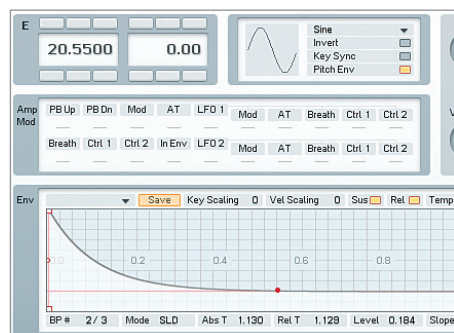 E
20.5500 0.00
Sine
Invert
Key Sync
Pitch Env
Amp Mod
PB Up PB Dn Mod AT LFO 1 Mod AT Breath Ctrl 1 Ctrl 2
Breath Ctrl 1 Ctrl 2 In Env LFO 2 Mod AT Breath Ctrl 1 Ctrl 2
V
Env Save Key Scaling 0 Vel Scaling 0 Sus Rel Temp
0.0 0.2 0.4 0.6 0.8
BP # 2 / 3 Mode SLD Abs T 1.130 Rel T 1.129 Level 0.184 Slope